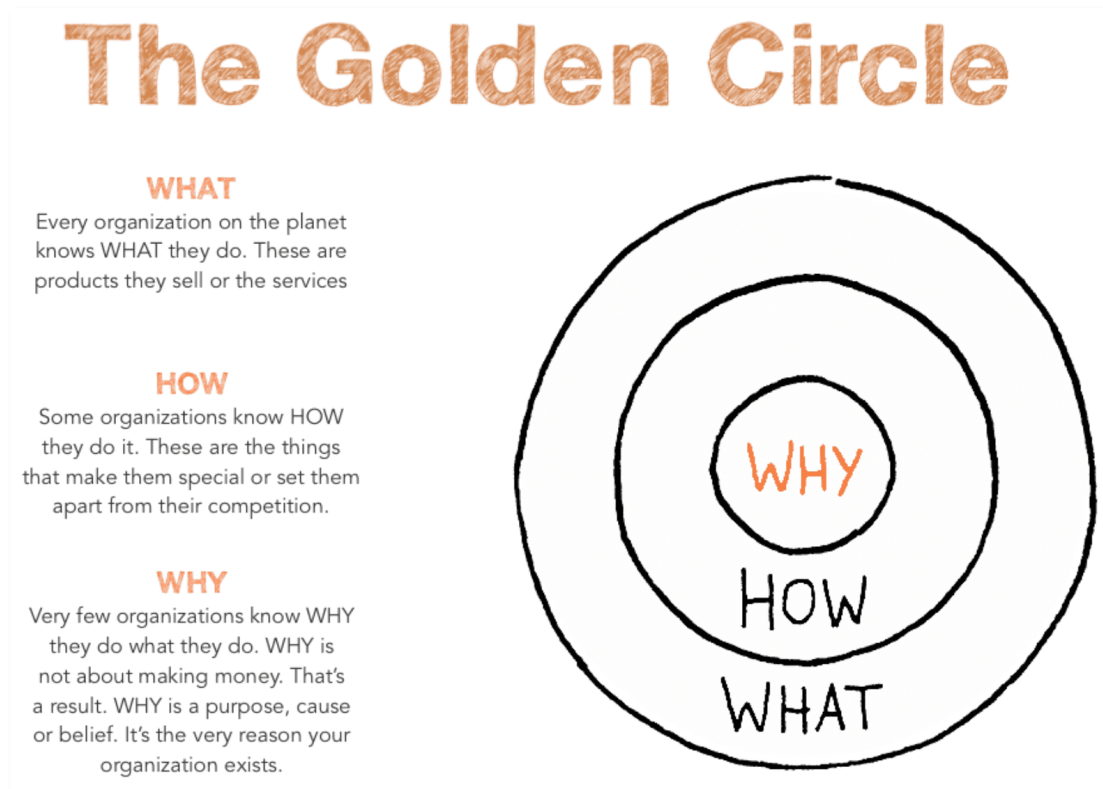 The Golden Circle
WHAT
Every organization on the planet
knows WHAT they do. These are
products they sell or the services
HOW
Some organizations know HOW
they do it. These are the things
that make them special or set them
apart from their competition.
WHY
Very few organizations know WHY
they do what they do. WHY is
not about making money. That's
a result. WHY is a purpose, cause
or belief. It's the very reason your
organization exists.
WHY
HOW
WHAT